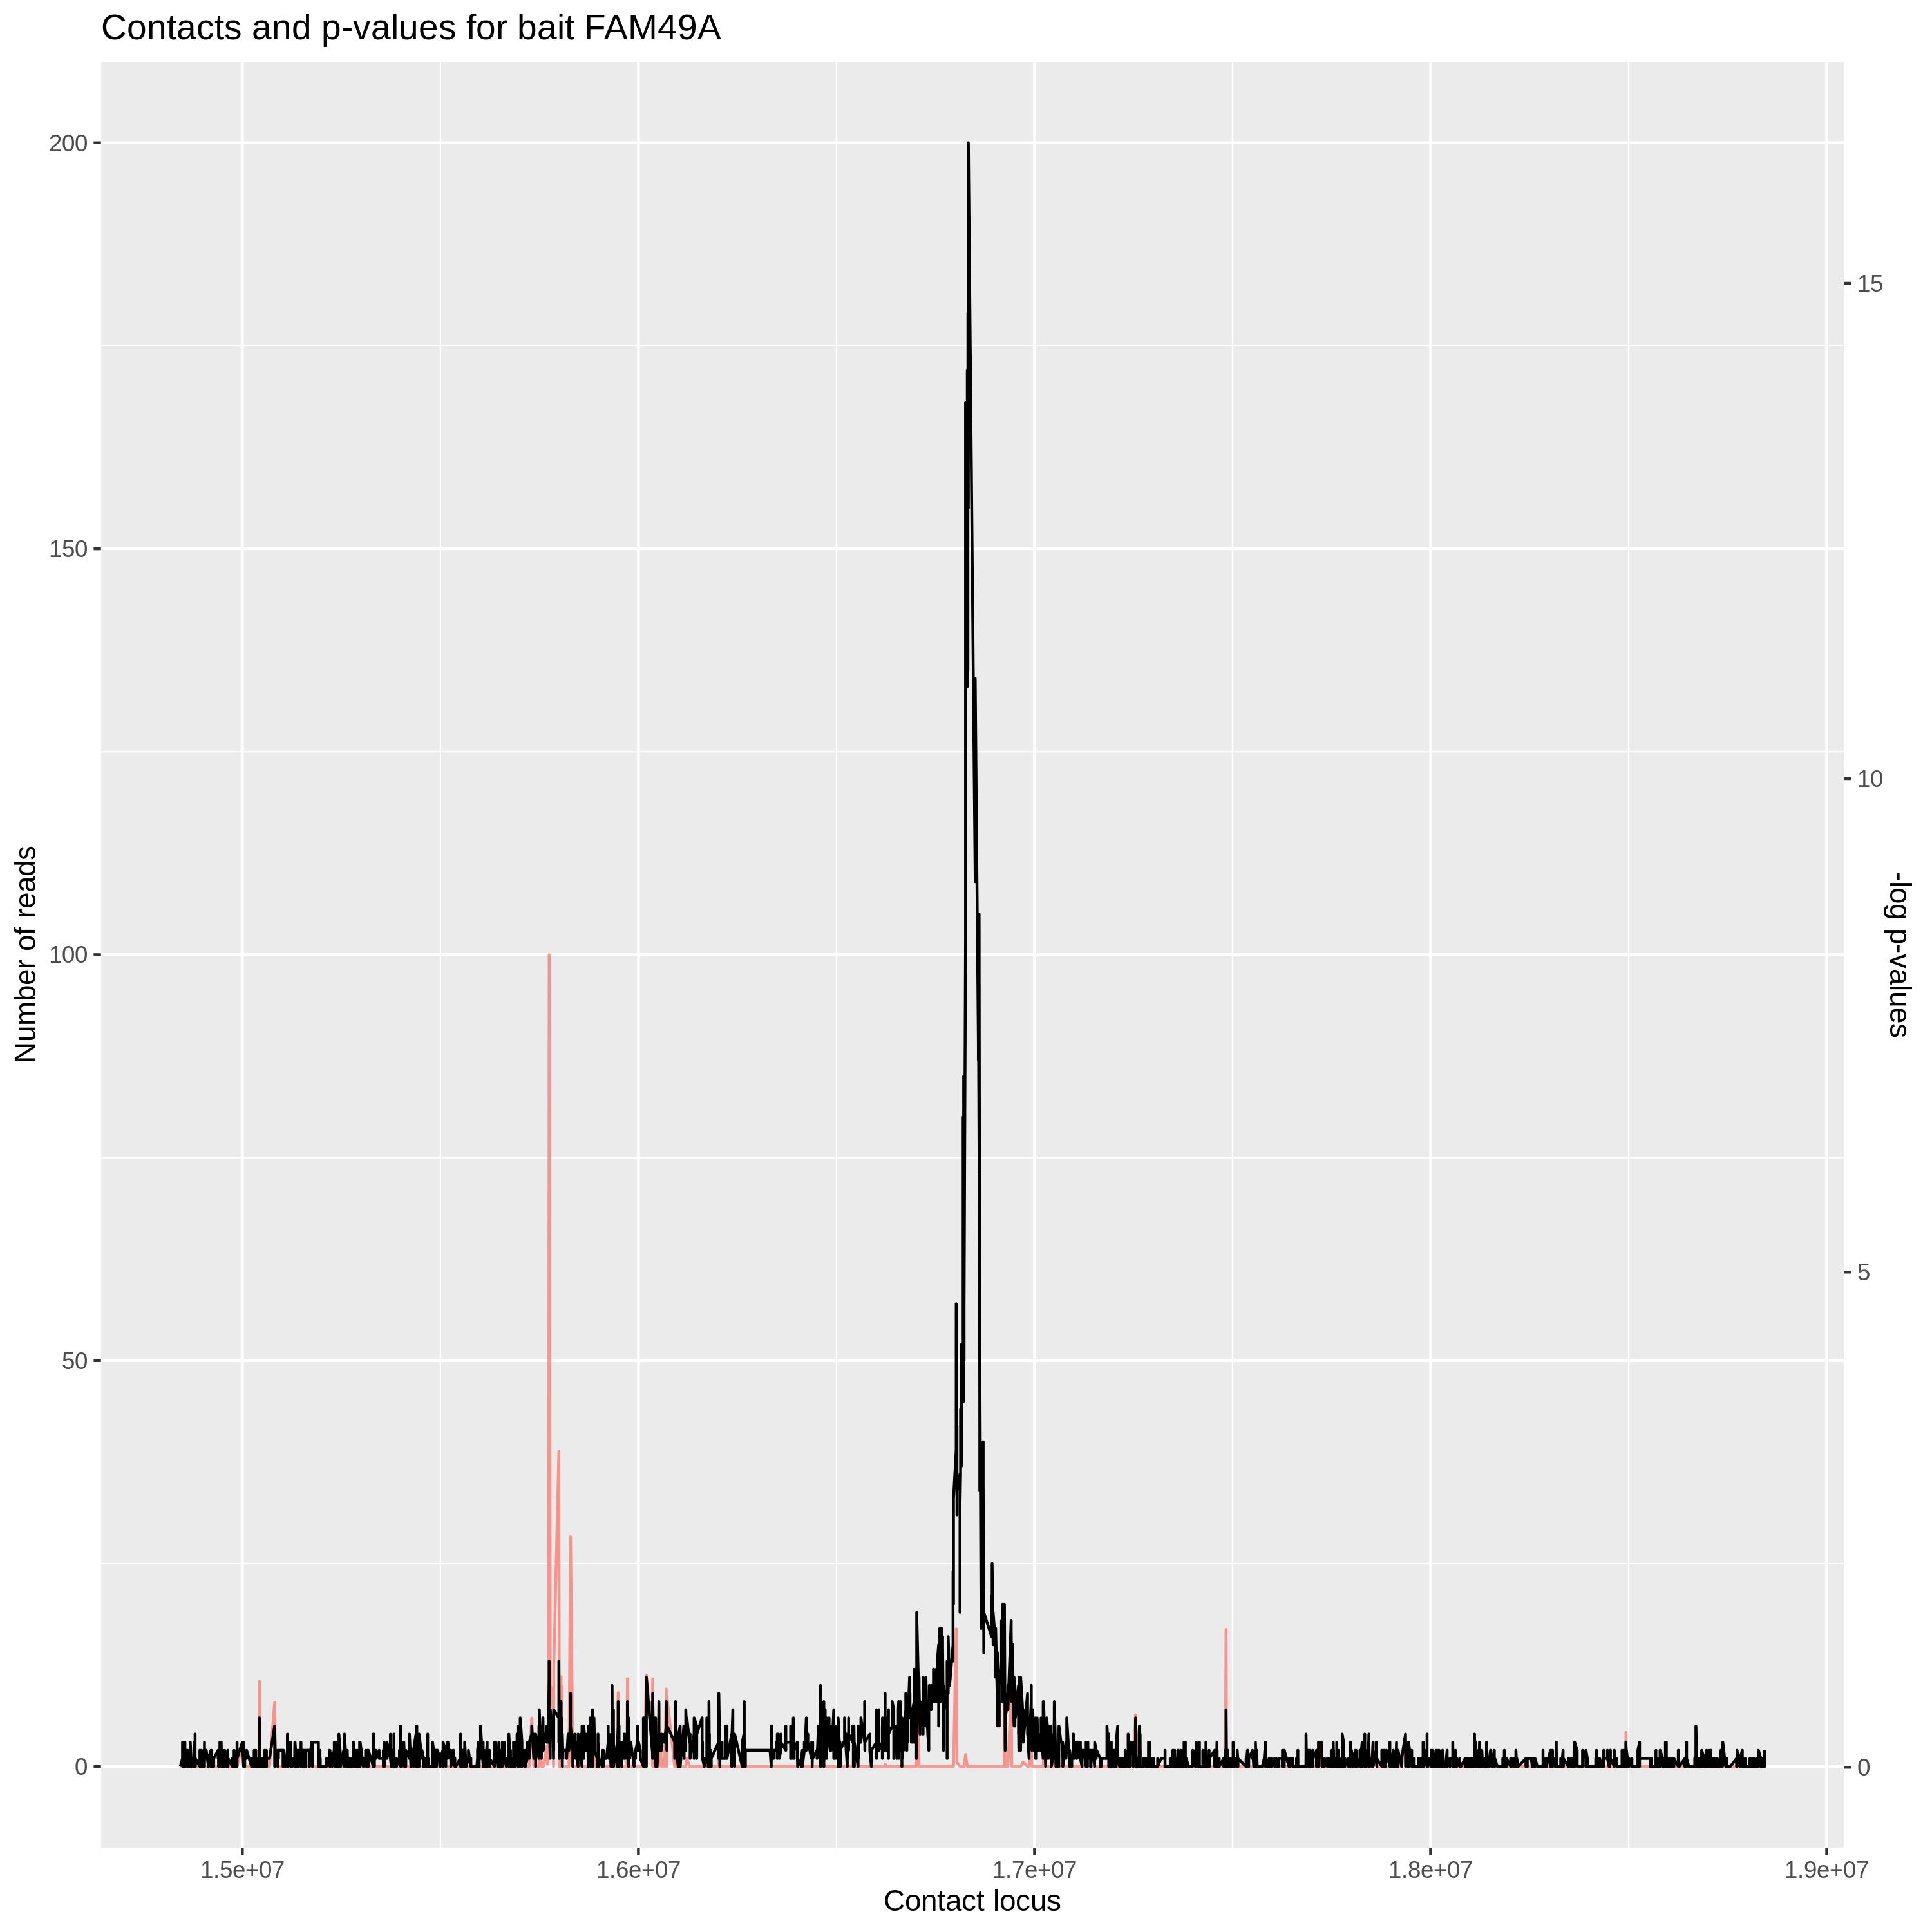 Contacts and p-values for bait FAM49A
200
150
100
50
0
Number of reads
15
10
5
0
-log p-values
1.5e+07
1.6e+07
1.7e+07
1.8e+07
1.9e+07
Contact locus